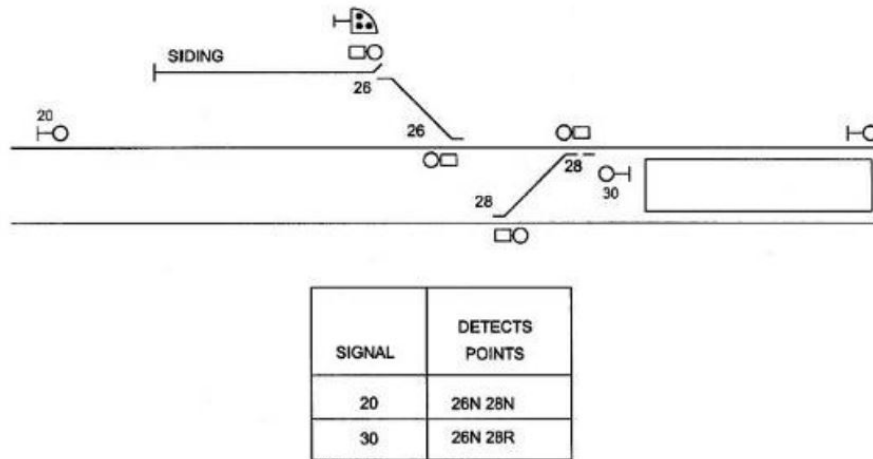 SIDING
26
20
26
28
30
28
SIGNAL
DETECTS
POINTS
20
26N 28N
30
26N 28R